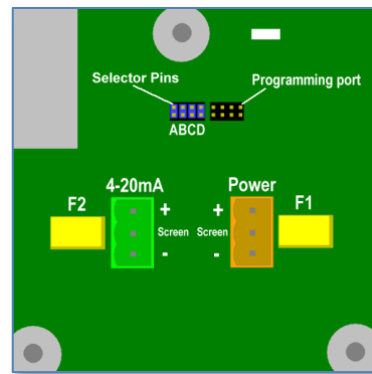 Selector Pins
Programming port
ABCD
4-20mA
Power
F2
F1
+
+
Screen
Screen
-
-